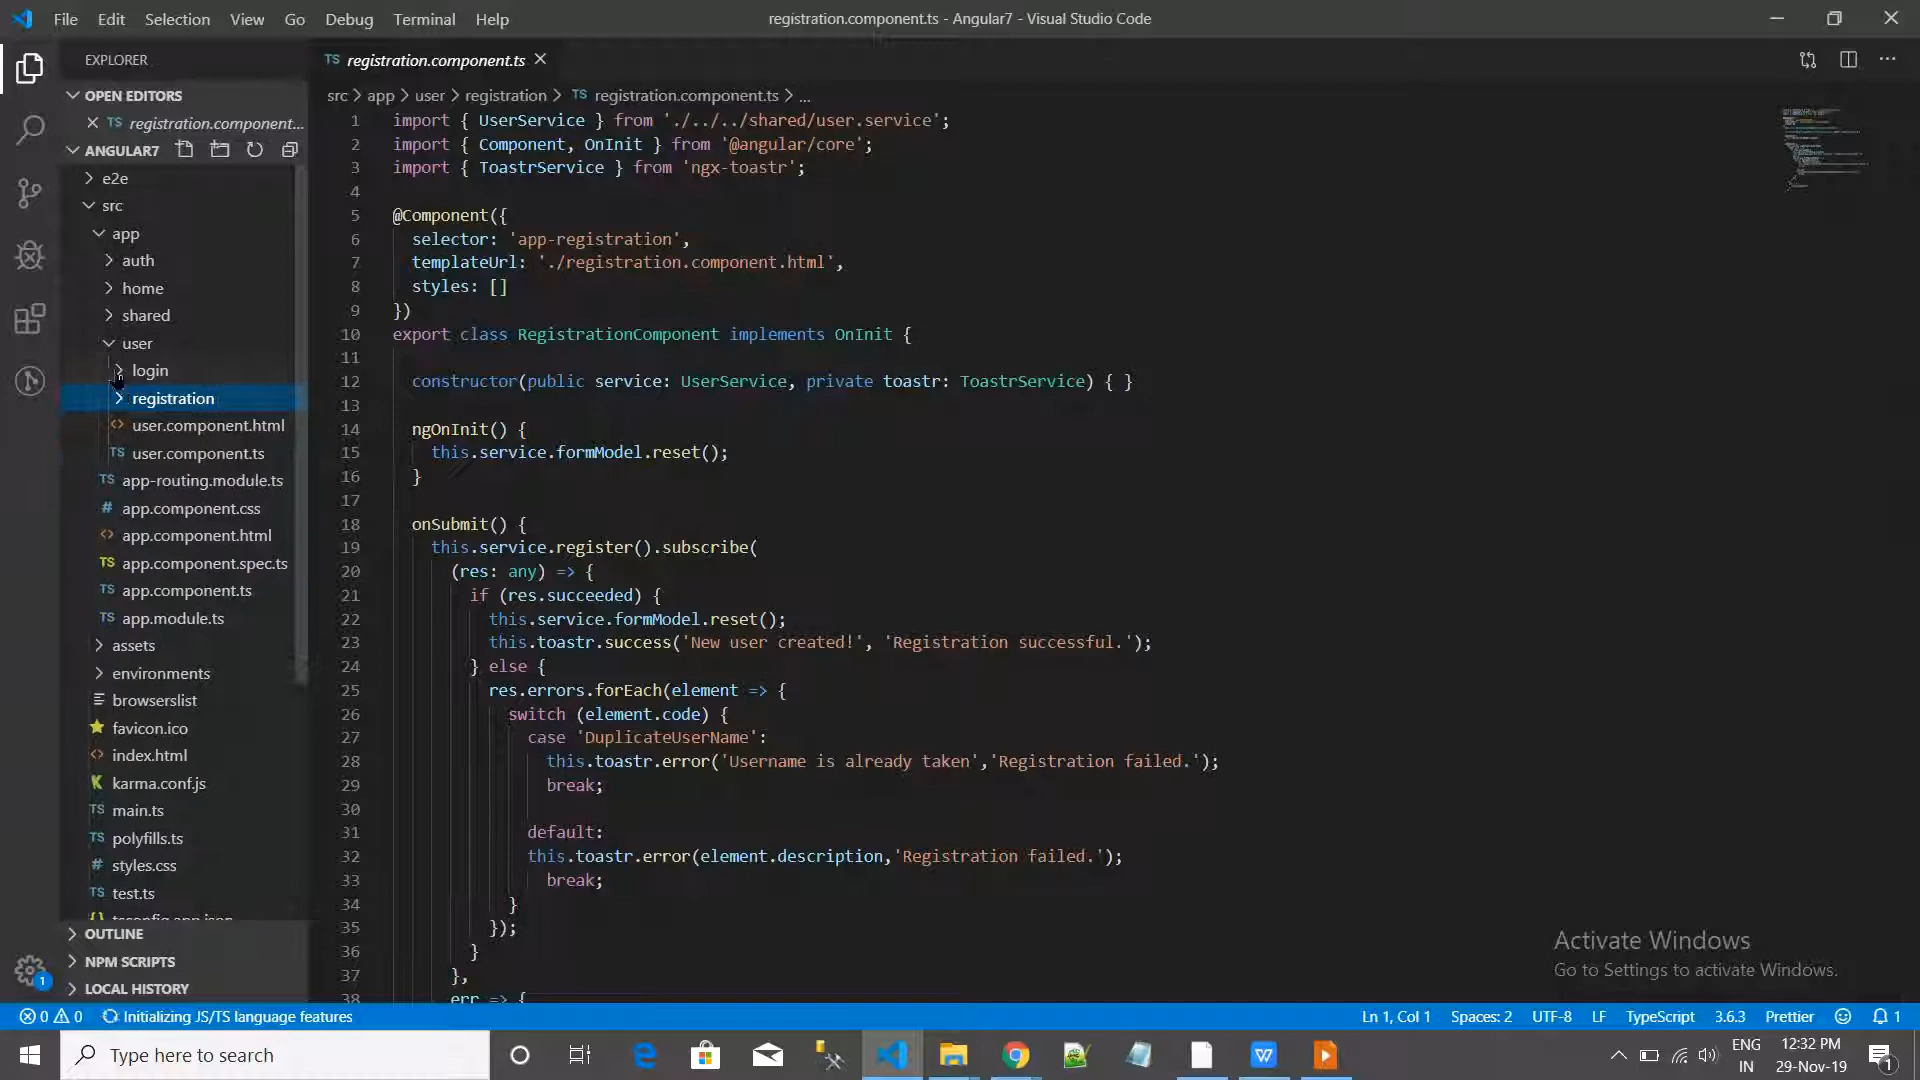 File Edit Selection View Go Debug Terminal Help
registration.component.ts - Angular7 - Visual Studio Code
EXPLORER
OPEN EDITORS
TS registration.component...
ANGULAR7
e2e
src
app
auth
home
shared
user
login
registration
user.component.html
TS user.component.ts
TS app-routing.module.ts
# app.component.css
app.component.html
TS app.component.spec.ts
TS app.component.ts
TS app.module.ts
assets
environments
browserslist
favicon.ico
index.html
karma.conf.js
TS main.ts
TS polyfills.ts
# styles.css
TS test.ts
{} tsconfig.app.json
OUTLINE
NPM SCRIPTS
LOCAL HISTORY
TS registration.component.ts
src > app > user > registration > TS registration.component.ts > ...
1 import { UserService } from './../../shared/user.service';
2 import { Component, OnInit } from '@angular/core';
3 import { ToastrService } from 'ngx-toastr';
4
5 @Component({
6 selector: 'app-registration',
7 templateUrl: './registration.component.html',
8 styles: []
9 })
10 export class RegistrationComponent implements OnInit {
11
12 constructor(public service: UserService, private toastr: ToastrService) { }
13
14 ngOnInit() {
15 this.service.formModel.reset();
16 }
17
18 onSubmit() {
19 this.service.register().subscribe(
20 (res: any) => {
21 if (res.succeeded) {
22 this.service.formModel.reset();
23 this.toastr.success('New user created!', 'Registration successful.');
24 } else {
25 res.errors.forEach(element => {
26 switch (element.code) {
27 case 'DuplicateUserName':
28 this.toastr.error('Username is already taken','Registration failed.');
29 break;
30
31 default:
32 this.toastr.error(element.description,'Registration failed.');
33 break;
34 }
35 });
36 }
37 },
38 err => {
Activate Windows
Go to Settings to activate Windows.
0 0 Initializing JS/TS language features
Ln 1, Col 1 Spaces: 2 UTF-8 LF TypeScript 3.6.3 Prettier 1
1
Type here to search
ENG
IN
12:32 PM
29-Nov-19
1